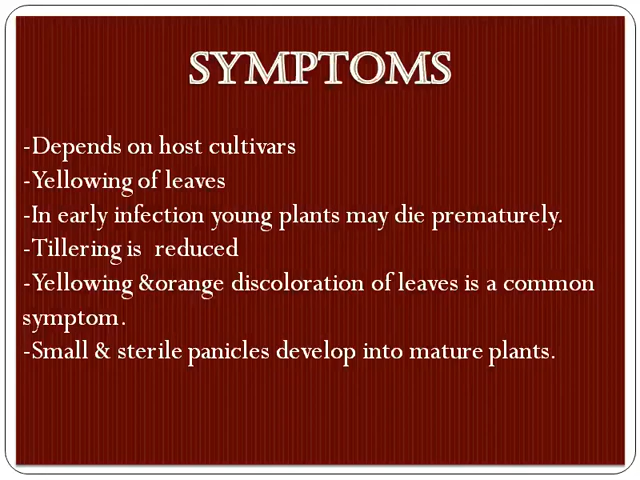 SYMPTOMS
-Depends on host cultivars
-Yellowing of leaves
-In early infection young plants may die prematurely.
-Tillering is  reduced
-Yellowing &orange discoloration of leaves is a common
symptom.
-Small & sterile panicles develop into mature plants.